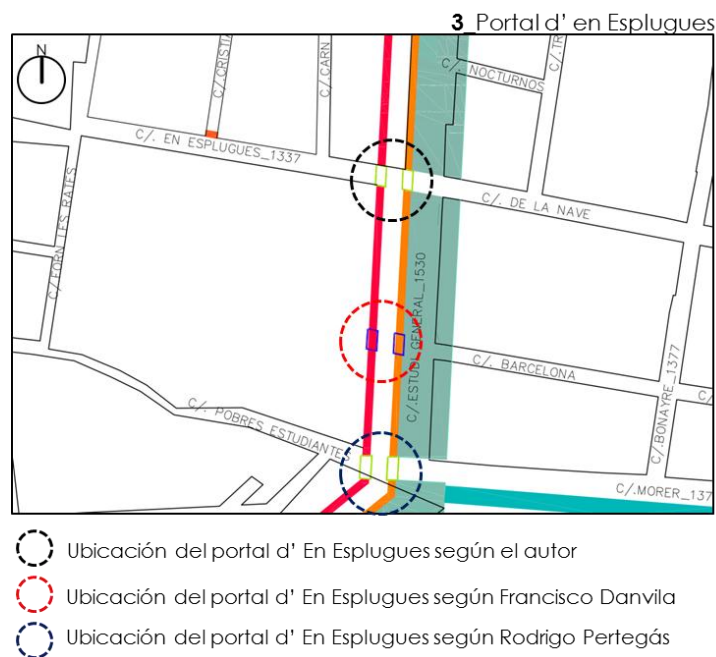 3_Portal d' en Esplugues
N
C/.CRISTIA
C/.CARN
C/. NOCTURNOS
C/.TR
C/. EN ESPLUGUES_1337
C/. DE LA NAVE
C/.FORN LES RATES
C/.ESTUDI GENERAL_1530
C/. BARCELONA
C/.BONAYRE_1377
C/
C/. POBRES ESTUDIANTES
C/.MORER_137
Ubicación del portal d' En Esplugues según el autor
Ubicación del portal d' En Esplugues según Francisco Danvila
Ubicación del portal d' En Esplugues según Rodrigo Pertegás